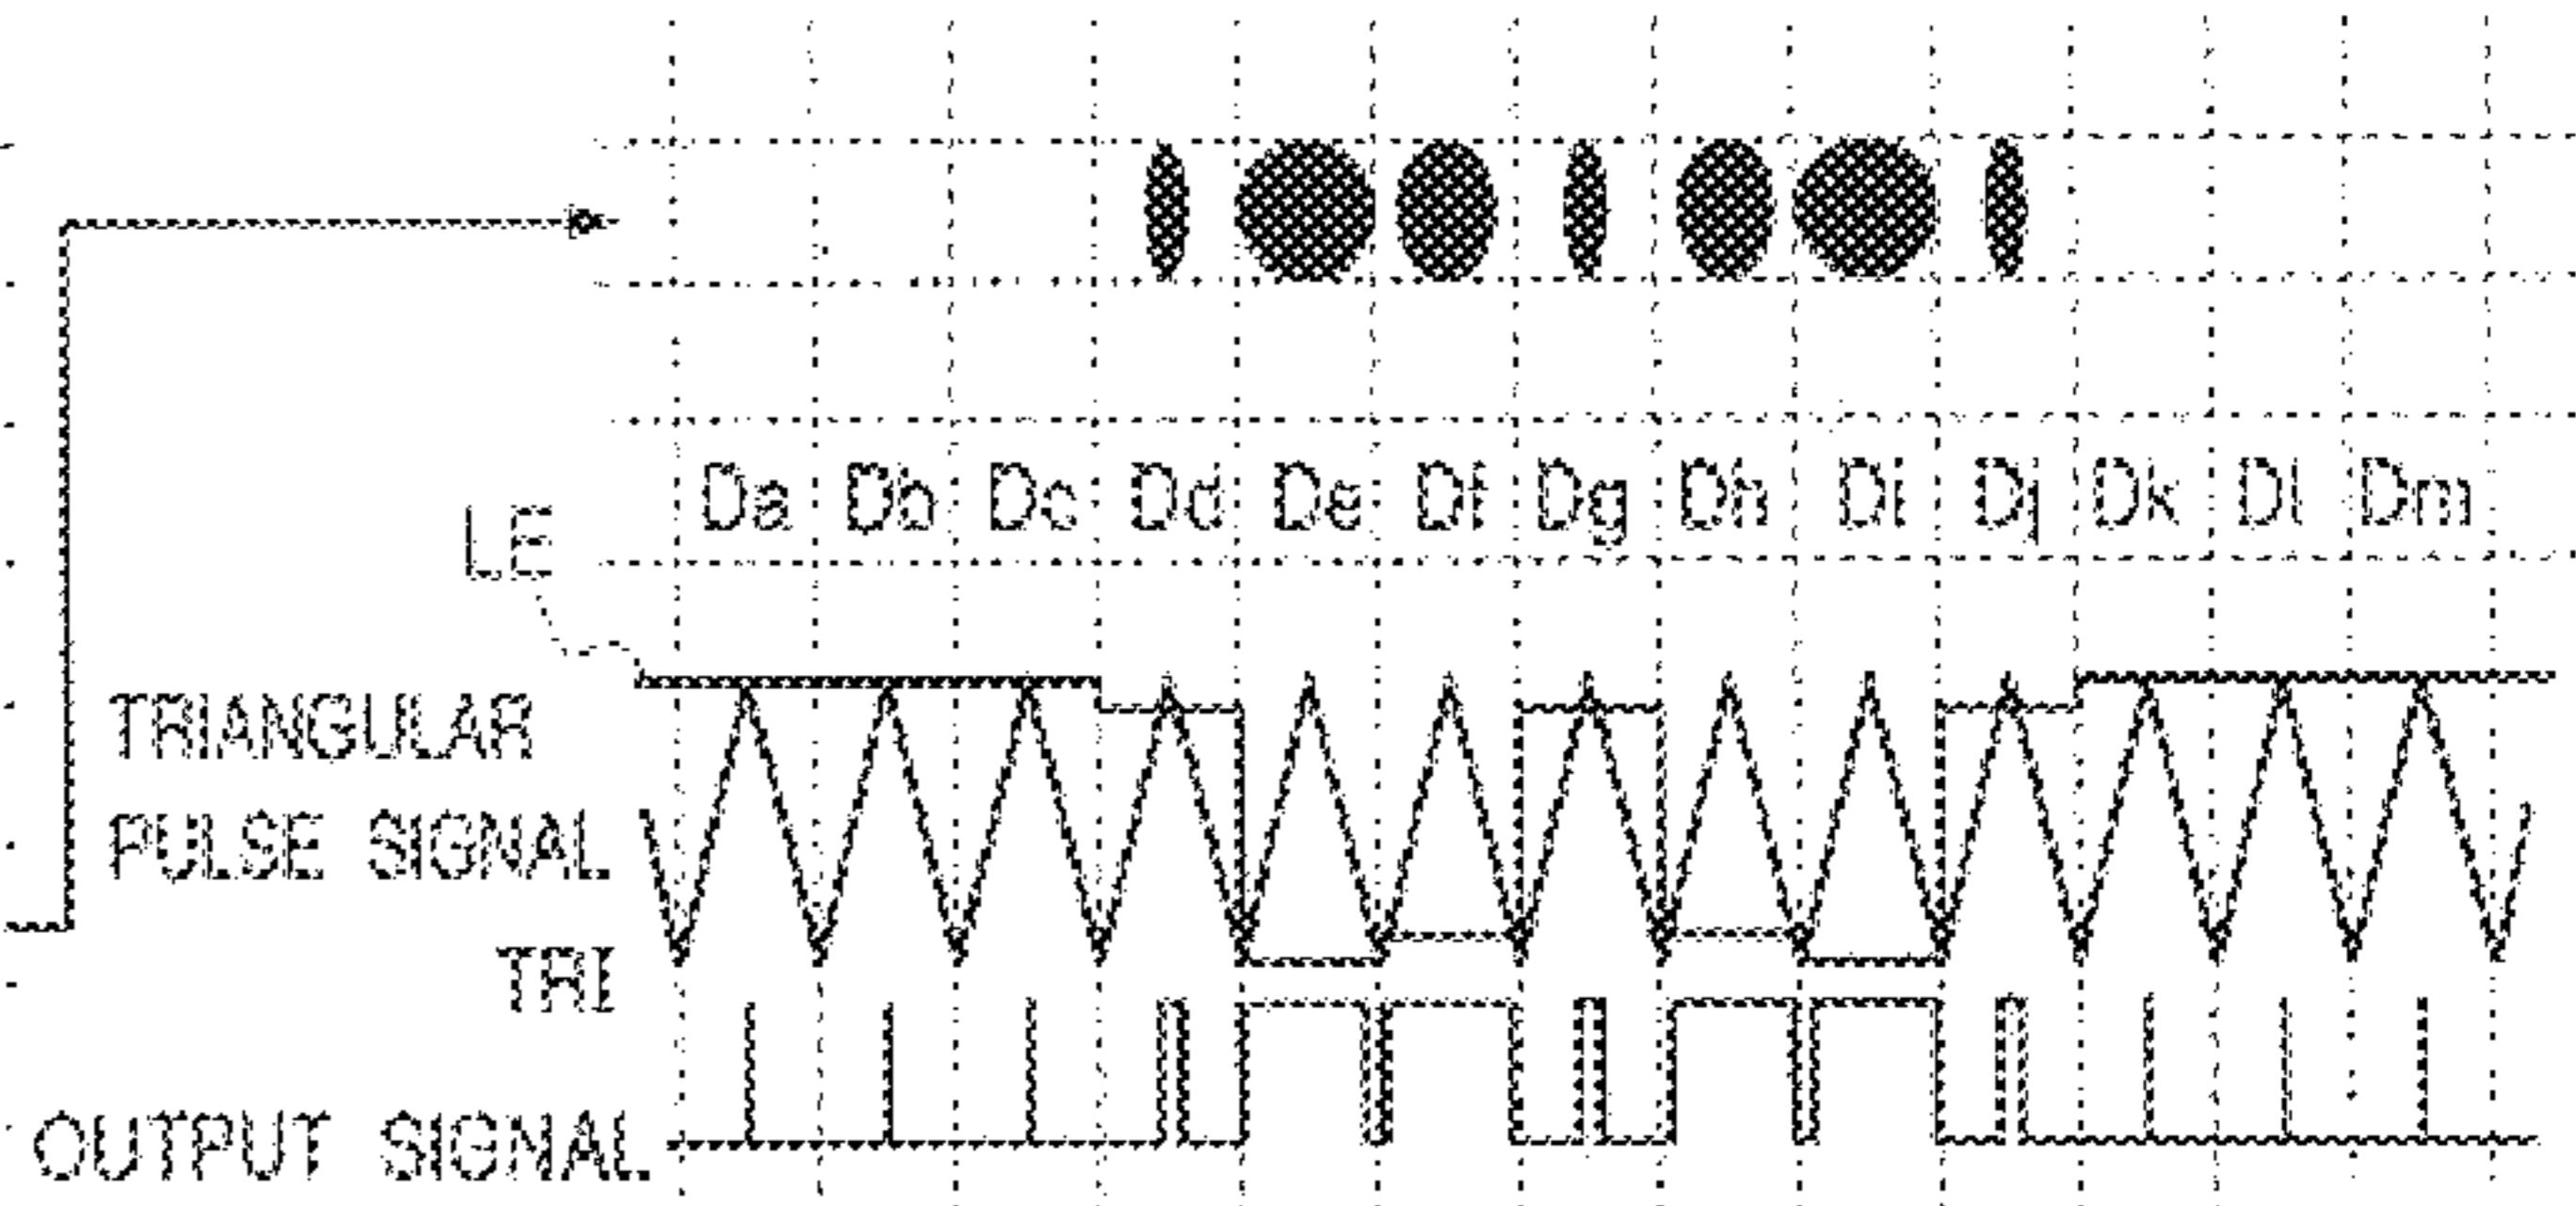 Da Db Dc Dd De Df Dg Dh Di Dj Dk Dl Dm
LE
TRIANGULAR
PULSE SIGNAL
TRI
OUTPUT SIGNAL